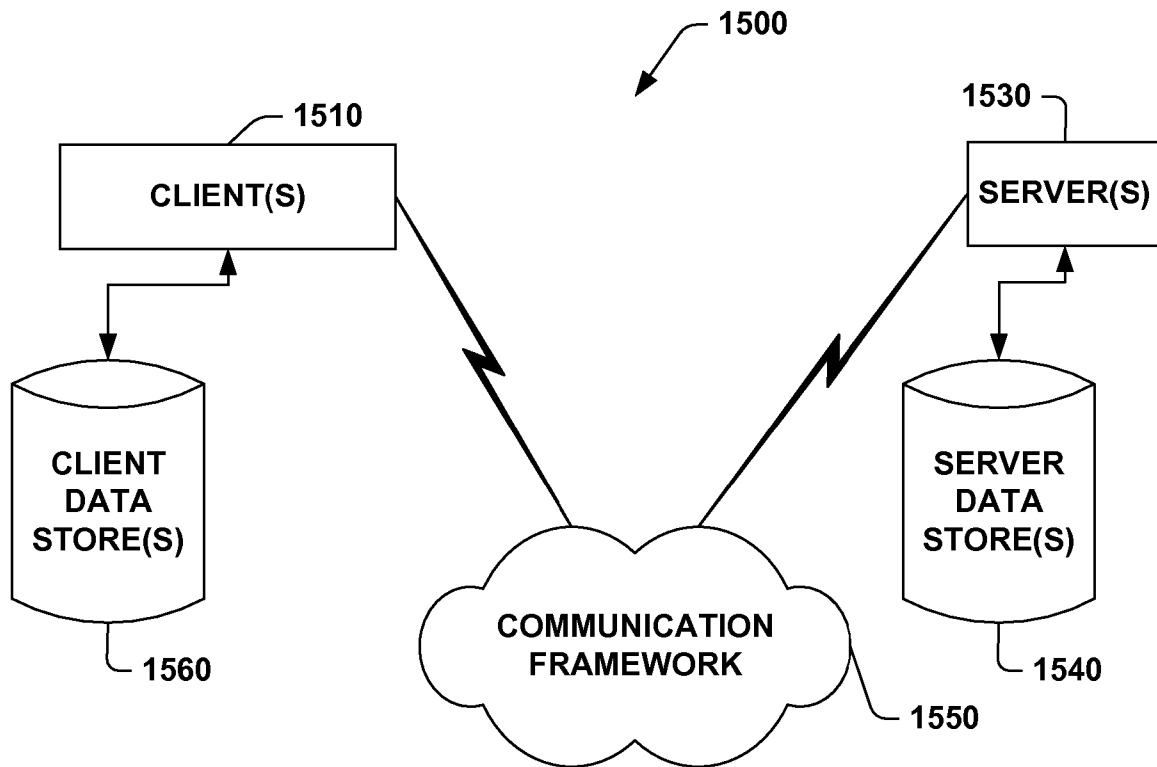 1500
1510
1530
CLIENT(S)
SERVER(S)
CLIENT
DATA
STORE(S)
SERVER
DATA
STORE(S)
COMMUNICATION
FRAMEWORK
1560
1540
1550